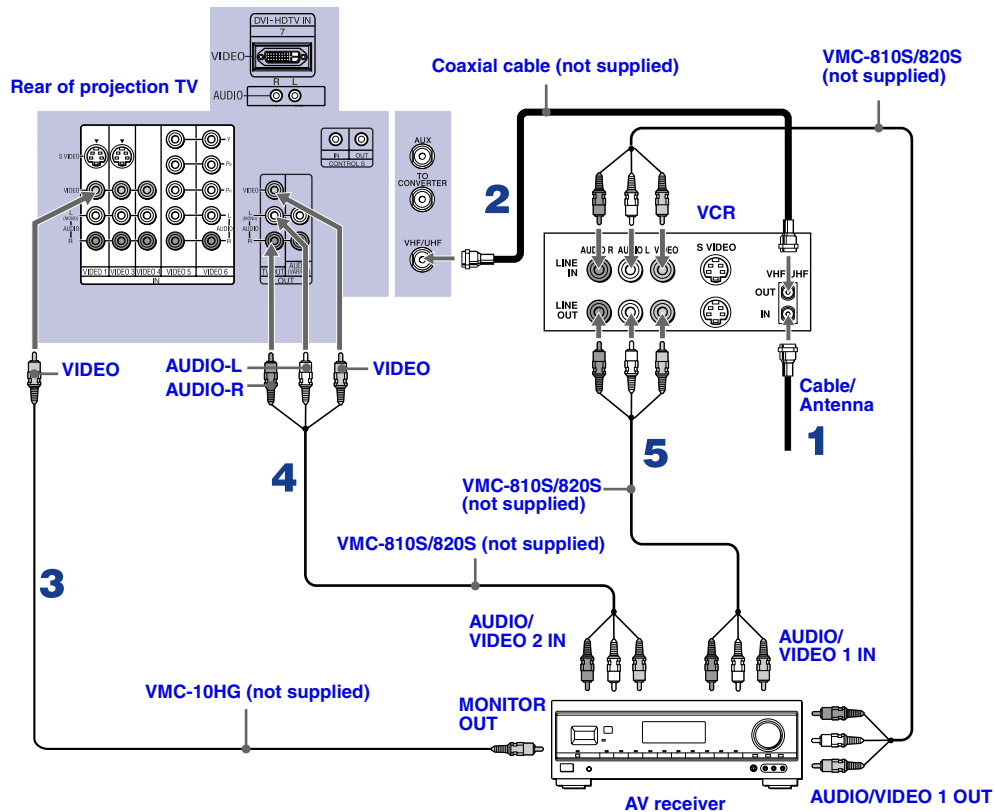 DVI-HDTV IN
7
VIDEO
R L
AUDIO
Rear of projection TV
S VIDEO
VIDEO
L
(MONO)
AUDIO
R
Y
PB
PR
L
AUDIO
R
VIDEO 1
VIDEO 3
VIDEO 4
VIDEO 5
VIDEO 6
IN
IN OUT
CONTROL S
VIDEO
L
(MONO)
AUDIO
R
OUT
AUX
TO
CONVERTER
VHF/UHF
Coaxial cable (not supplied)
VMC-810S/820S
(not supplied)
2
VCR
AUDIO R AUDIO L VIDEO
S VIDEO
LINE
IN
LINE
OUT
VHF/UHF
OUT
IN
Cable/
Antenna
1
VIDEO
AUDIO-L
AUDIO-R
VIDEO
4
5
VMC-810S/820S
(not supplied)
VMC-810S/820S (not supplied)
3
AUDIO/
VIDEO 2 IN
AUDIO/
VIDEO 1 IN
VMC-10HG (not supplied)
MONITOR
OUT
AV receiver
AUDIO/VIDEO 1 OUT